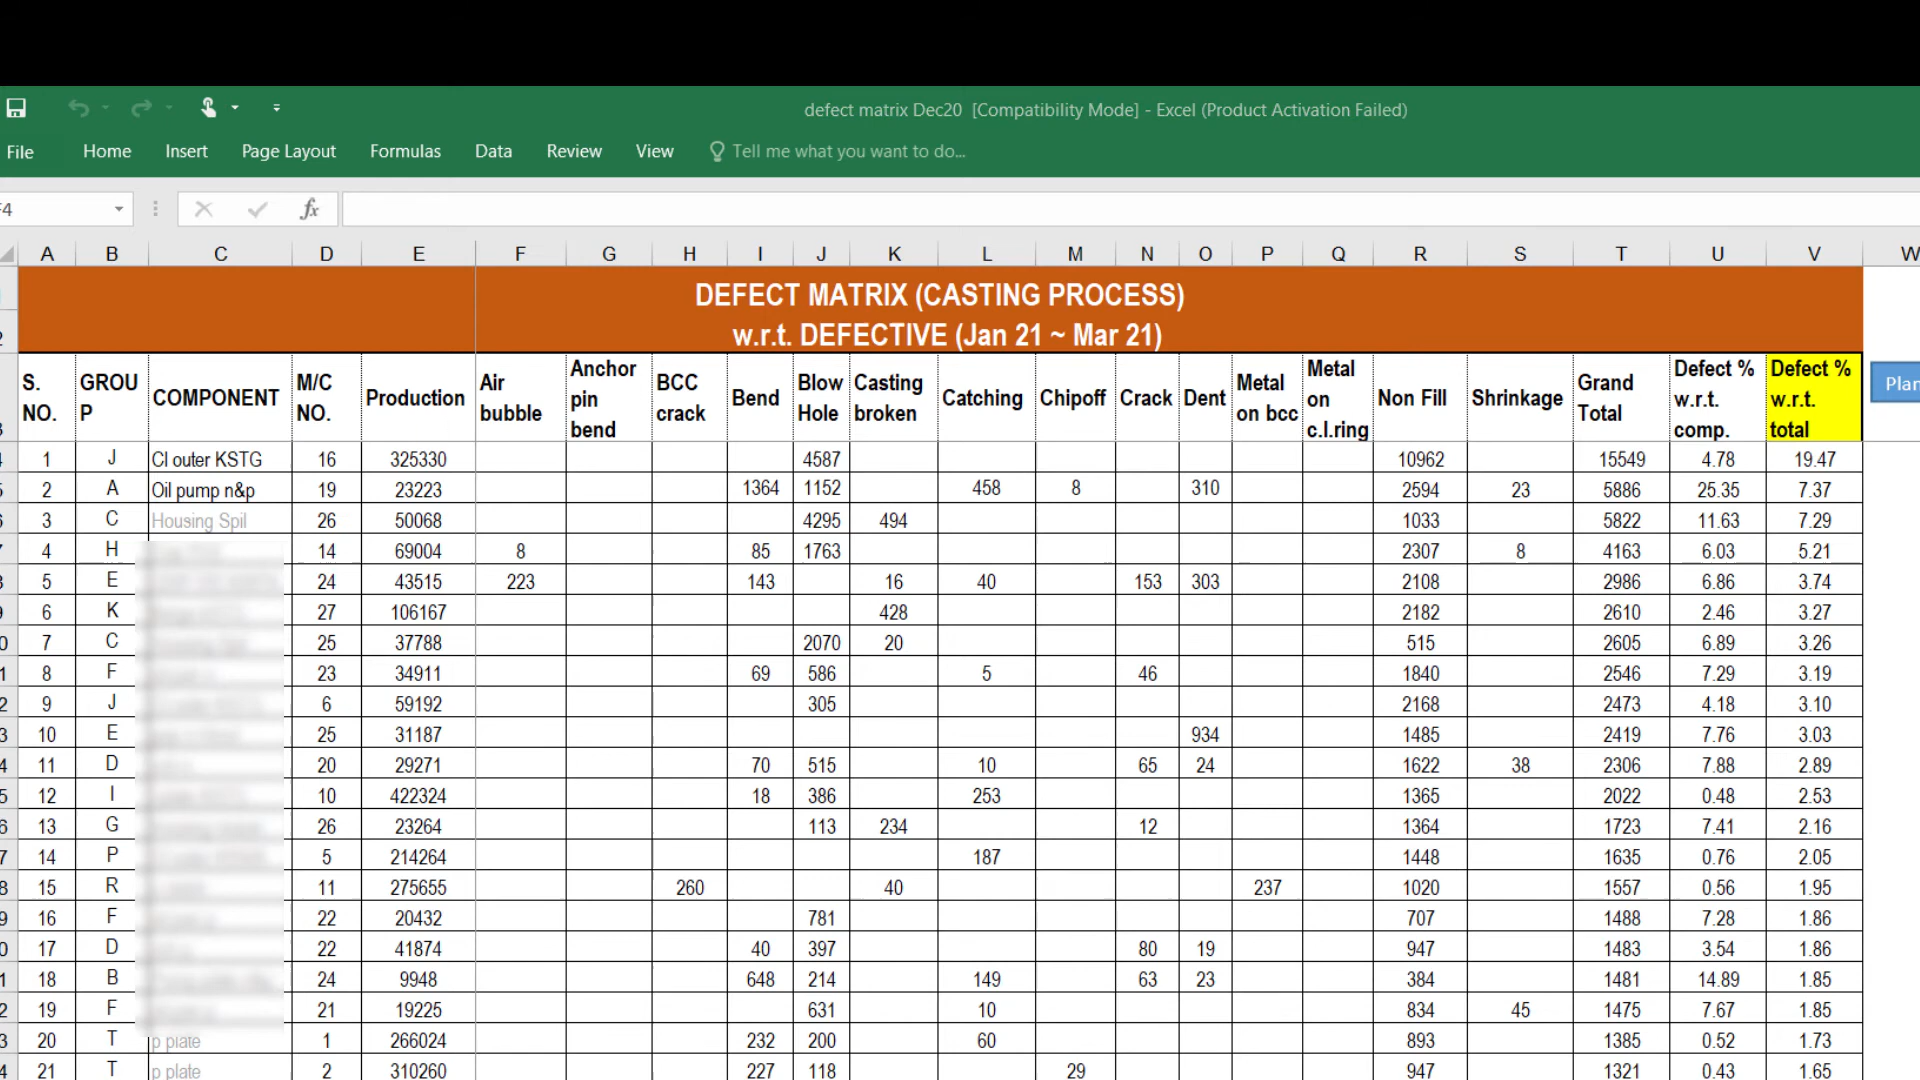 defect matrix Dec20 [Compatibility Mode] - Excel (Product Activation Failed)
File Home Insert Page Layout Formulas Data Review View Tell me what you want to do...
F4 fx
A B C D E F G H I J K L M N O P Q R S T U V W
DEFECT MATRIX (CASTING PROCESS)
w.r.t. DEFECTIVE (Jan 21 ~ Mar 21)
S. NO. GROUP COMPONENT M/C NO. Production Air bubble Anchor pin bend BCC crack Bend Blow Hole Casting broken Catching Chipoff Crack Dent Metal on bcc Metal on c.l.ring Non Fill Shrinkage Grand Total Defect % w.r.t. comp. Defect % w.r.t. total Plan
1 J CI outer KSTG 16 325330 4587 10962 15549 4.78 19.47
2 A Oil pump n&p 19 23223 1364 1152 458 8 310 2594 23 5886 25.35 7.37
3 C Housing Spil 26 50068 4295 494 1033 5822 11.63 7.29
4 H 14 69004 8 85 1763 2307 8 4163 6.03 5.21
5 E 24 43515 223 143 16 40 153 303 2108 2986 6.86 3.74
6 K 27 106167 428 2182 2610 2.46 3.27
7 C 25 37788 2070 20 515 2605 6.89 3.26
8 F 23 34911 69 586 5 46 1840 2546 7.29 3.19
9 J 6 59192 305 2168 2473 4.18 3.10
10 E 25 31187 934 1485 2419 7.76 3.03
11 D 20 29271 70 515 10 65 24 1622 38 2306 7.88 2.89
12 I 10 422324 18 386 253 1365 2022 0.48 2.53
13 G 26 23264 113 234 12 1364 1723 7.41 2.16
14 P 5 214264 187 1448 1635 0.76 2.05
15 R 11 275655 260 40 237 1020 1557 0.56 1.95
16 F 22 20432 781 707 1488 7.28 1.86
17 D 22 41874 40 397 80 19 947 1483 3.54 1.86
18 B 24 9948 648 214 149 63 23 384 1481 14.89 1.85
19 F 21 19225 631 10 834 45 1475 7.67 1.85
20 T p plate 1 266024 232 200 60 893 1385 0.52 1.73
21 T p plate 2 310260 227 118 29 947 1321 0.43 1.65